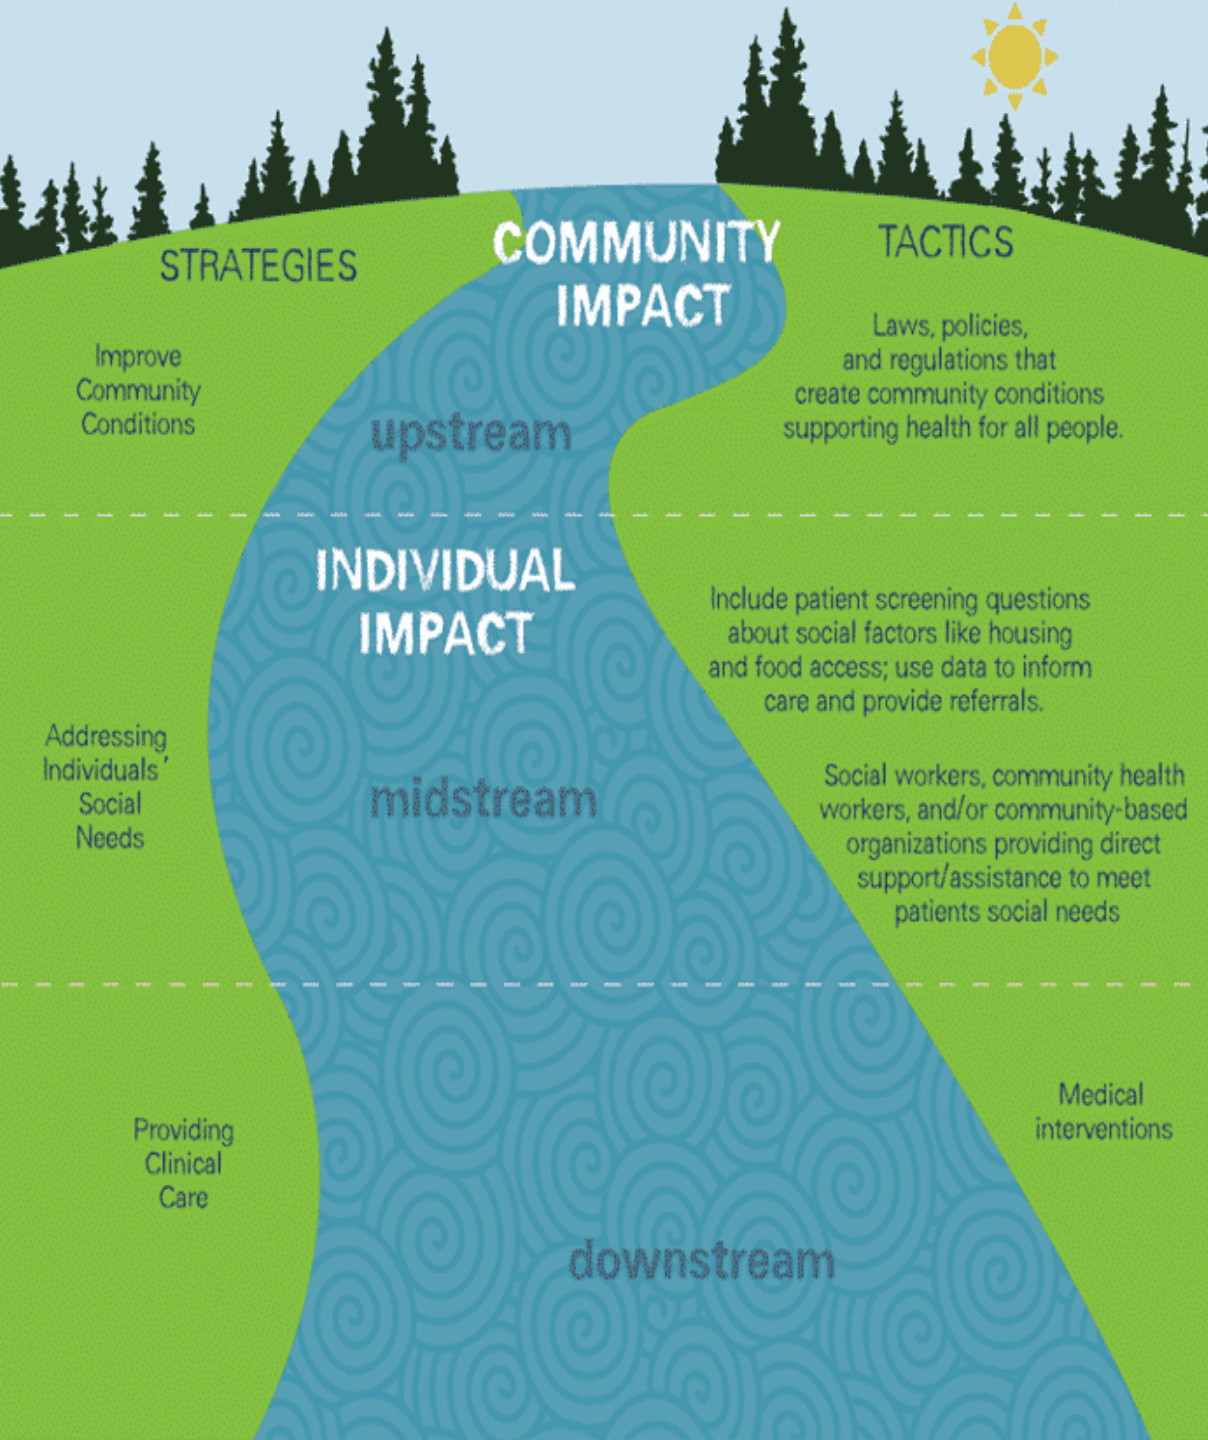 STRATEGIES
COMMUNITY
IMPACT
TACTICS
Improve
Community
Conditions
upstream
Laws, policies,
and regulations that
create community conditions
supporting health for all people.
INDIVIDUAL
IMPACT
Addressing
Individuals'
Social
Needs
midstream
Include patient screening questions
about social factors like housing
and food access; use data to inform
care and provide referrals.
Social workers, community health
workers, and/or community-based
organizations providing direct
support/assistance to meet
patients social needs
Providing
Clinical
Care
downstream
Medical
interventions